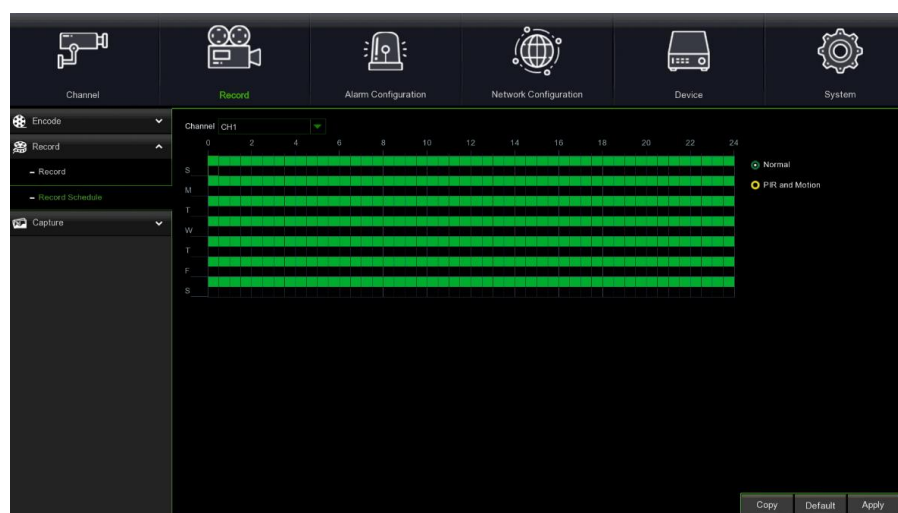 Channel
Record
Alarm Configuration
Network Configuration
Device
System
Encode
Record
Record
Record Schedule
Capture
Channel CH1
0 2 4 6 8 10 12 14 16 18 20 22 24
S
M
T
W
T
F
S
Normal
PIR and Motion
Copy Default Apply